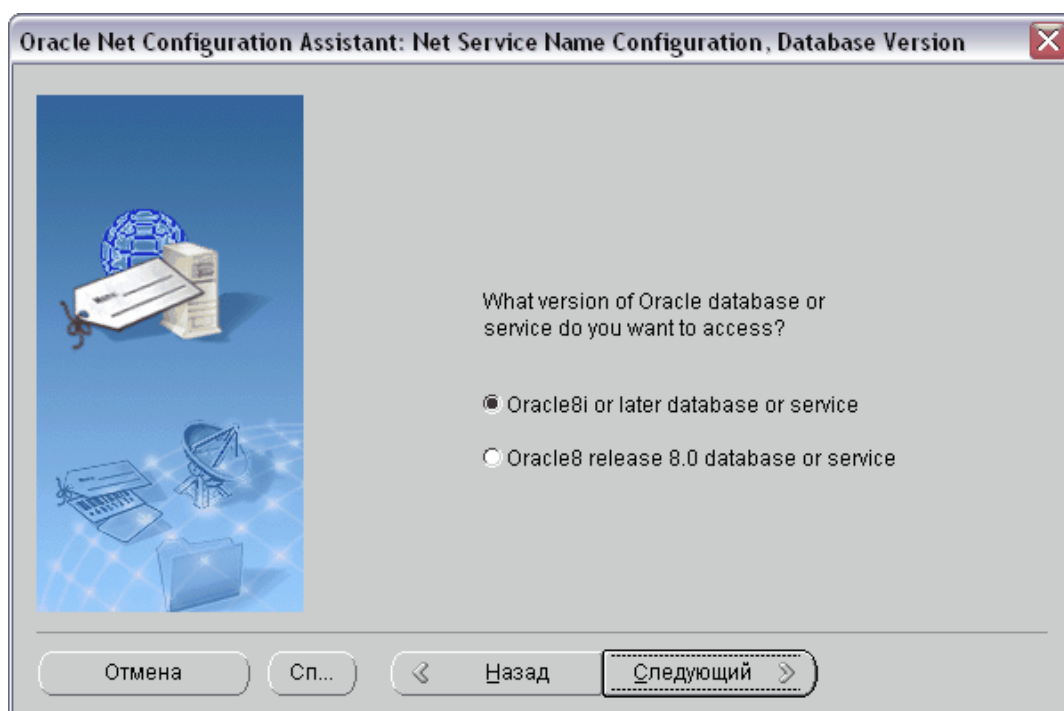 Oracle Net Configuration Assistant: Net Service Name Configuration, Database Version
What version of Oracle database or
service do you want to access?
Oracle8i or later database or service
Oracle8 release 8.0 database or service
Отмена
Сп...
Назад
Следующий